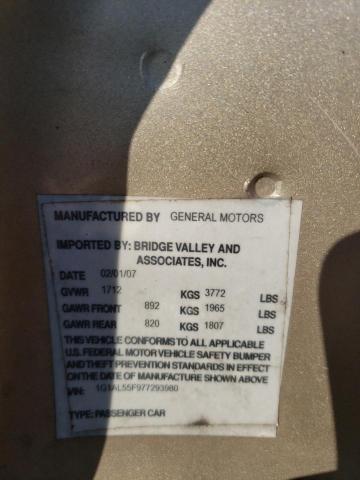 MANUFACTURED BY GENERAL MOTORS
IMPORTED BY: BRIDGE VALLEY AND
ASSOCIATES, INC.
DATE 02/01/07
GVWR 1712 KGS 3772 LBS
GAWR FRONT 892 KGS 1965 LBS
GAWR REAR 820 KGS 1807 LBS
THIS VEHICLE CONFORMS TO ALL APPLICABLE
U.S. FEDERAL MOTOR VEHICLE SAFETY BUMPER
AND THEFT PREVENTION STANDARDS IN EFFECT
ON THE DATE OF MANUFACTURE SHOWN ABOVE
VIN: 1G1AL55F977293980
TYPE: PASSENGER CAR